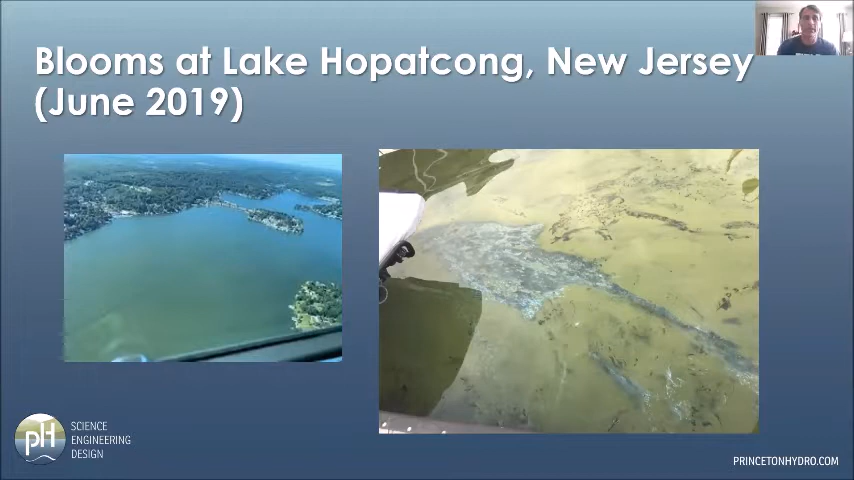 Blooms at Lake Hopatcong, New Jersey
(June 2019)
pH
SCIENCE
ENGINEERING
DESIGN
PRINCETONHYDRO.COM